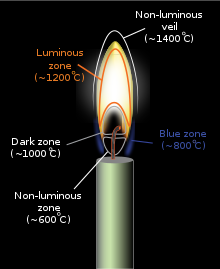 Non-luminous
veil
(~1400°C)
Luminous
zone
(~1200°C)
Dark zone
(~1000°C)
Blue zone
(~800°C)
Non-luminous
zone
(~600°C)